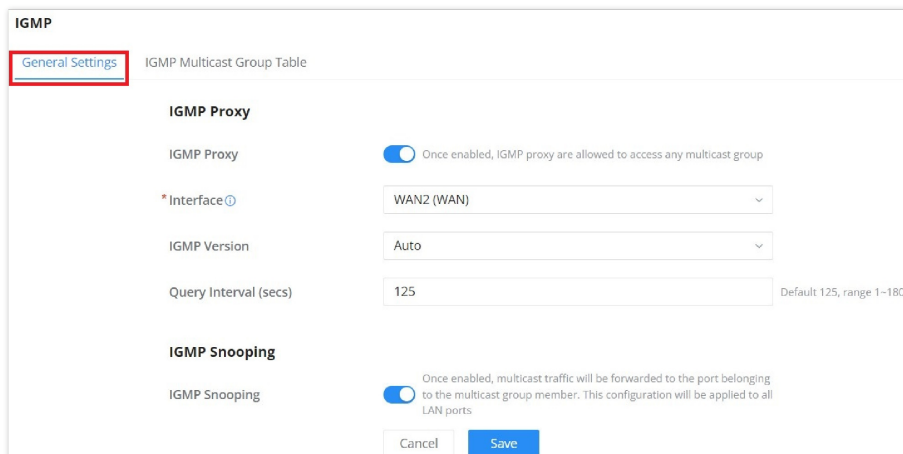 IGMP
General Settings
IGMP Multicast Group Table
IGMP Proxy
IGMP Proxy
Once enabled, IGMP proxy are allowed to access any multicast group
* Interface
WAN2 (WAN)
IGMP Version
Auto
Query Interval (secs)
125
Default 125, range 1~180
IGMP Snooping
IGMP Snooping
Once enabled, multicast traffic will be forwarded to the port belonging
to the multicast group member. This configuration will be applied to all
LAN ports
Cancel
Save